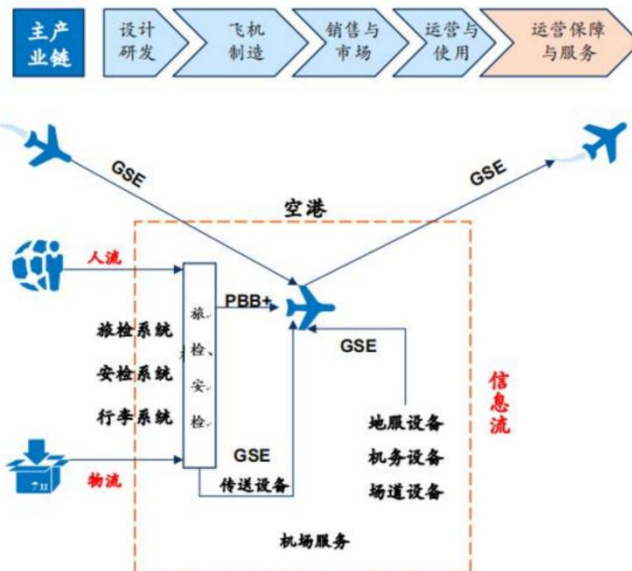 主产
业链
设计
研发
飞机
制造
销售与
市场
运营与
使用
运营保障
与服务
GSE
GSE
空港
人流
PBB+
旅
检、
安
检
旅检系统
安检系统
行李系统
GSE
信息流
地服设备
机务设备
场道设备
GSE
传送设备
物流
机场服务